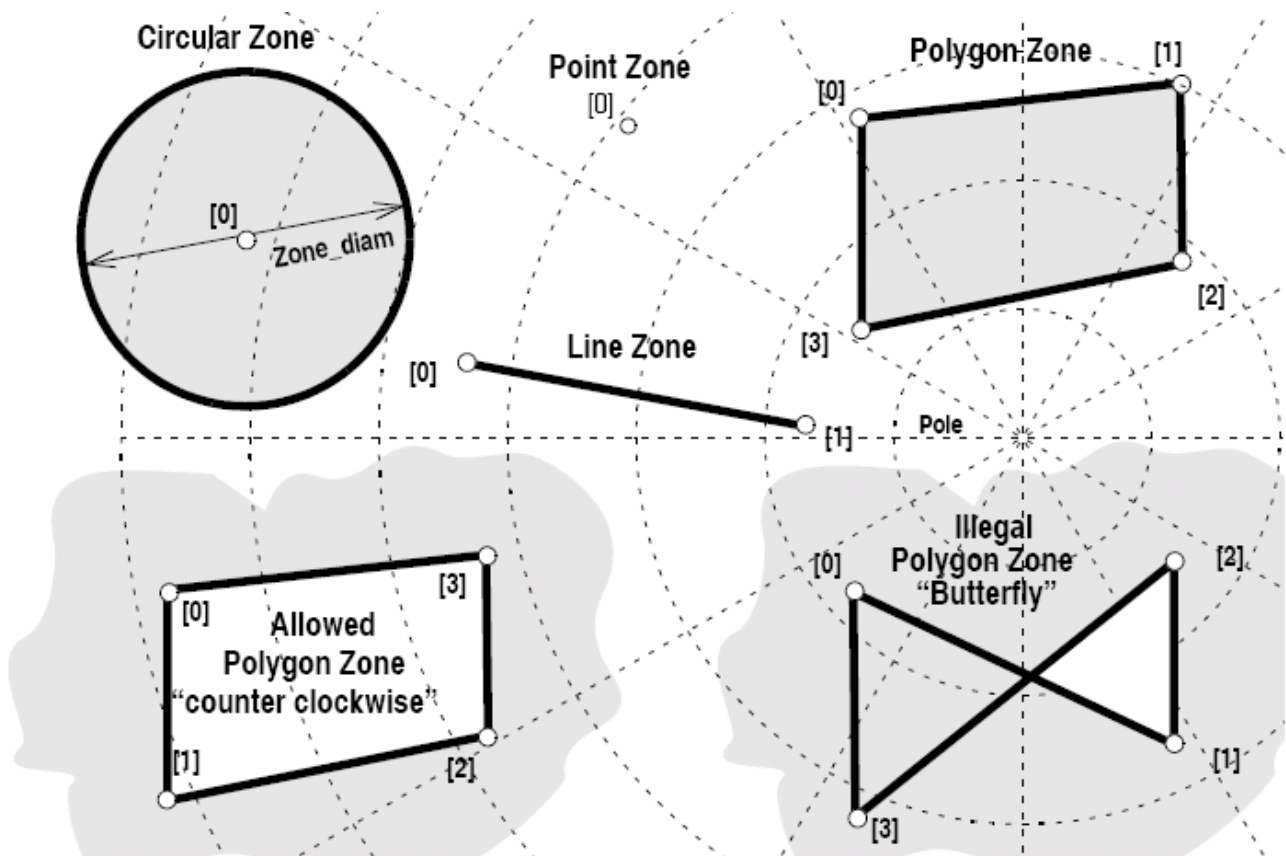 Circular Zone
[0]
Zone_diam
Point Zone
[0]
Polygon Zone
[0]
[1]
[2]
[3]
Line Zone
[0]
[1]
Pole
[0]
[3]
Allowed
Polygon Zone
“counter clockwise”
[1]
[2]
Illegal
Polygon Zone
“Butterfly”
[0]
[2]
[1]
[3]